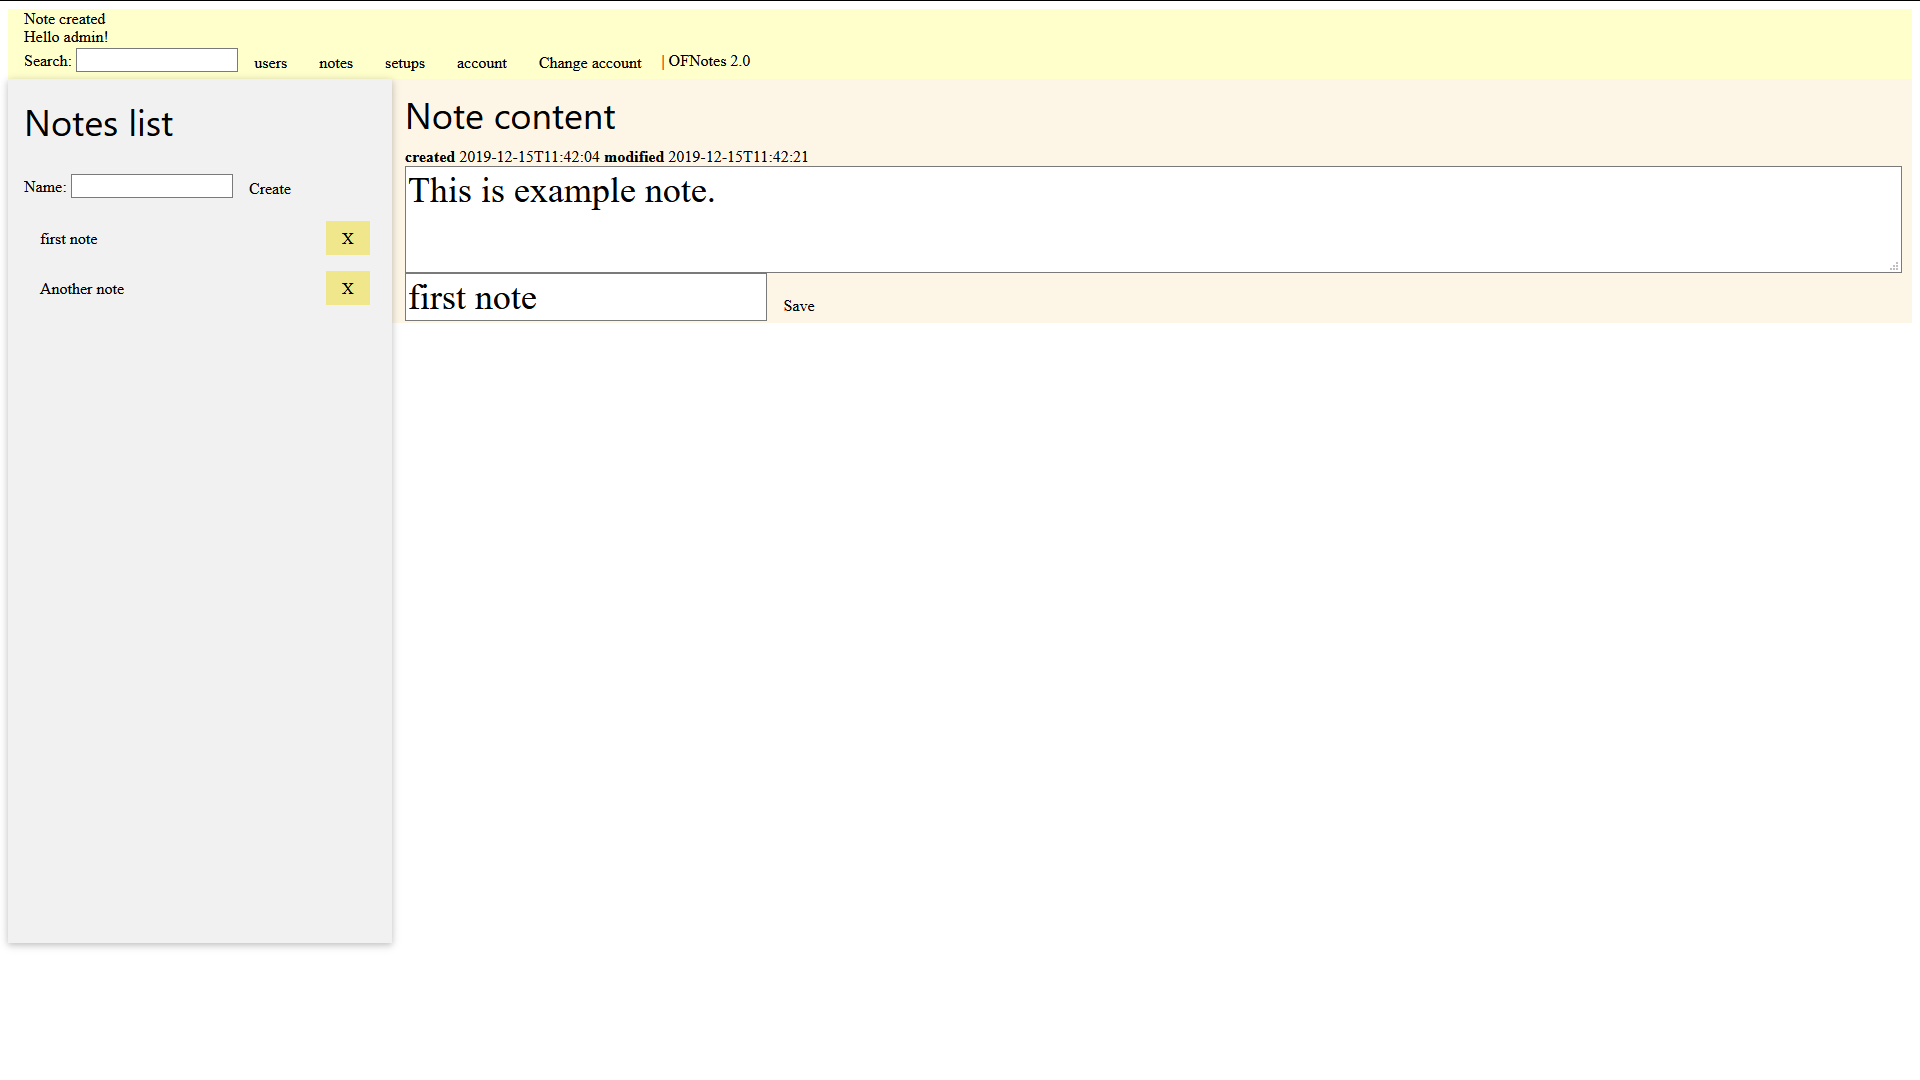 Note created
Hello admin!
Search: users notes setups account Change account | OFNotes 2.0
Notes list
Name: Create
first note X
Another note X
Note content
created 2019-12-15T11:42:04 modified 2019-12-15T11:42:21
This is example note.
first note Save